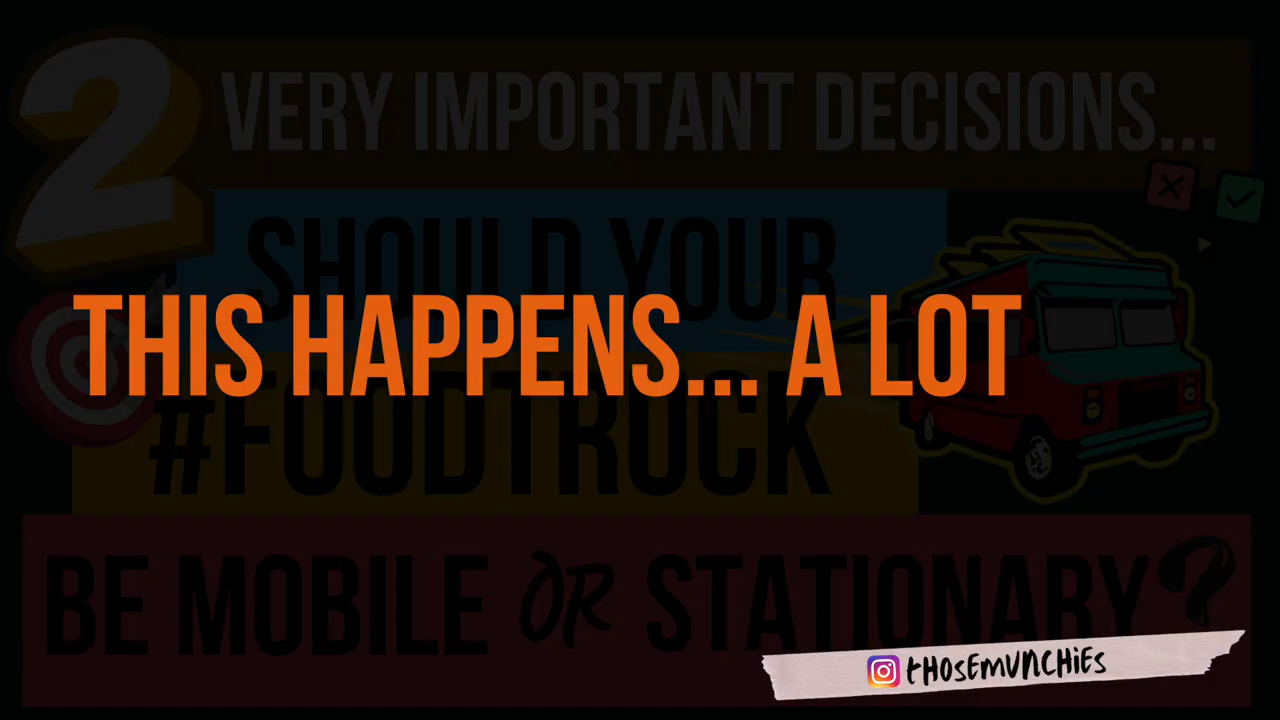 2 VERY IMPORTANT DECISIONS...
SHOULD YOUR
THIS HAPPENS... A LOT
#FOODTRUCK
BE MOBILE OR STATIONARY?
tHOSEMUNCHiES